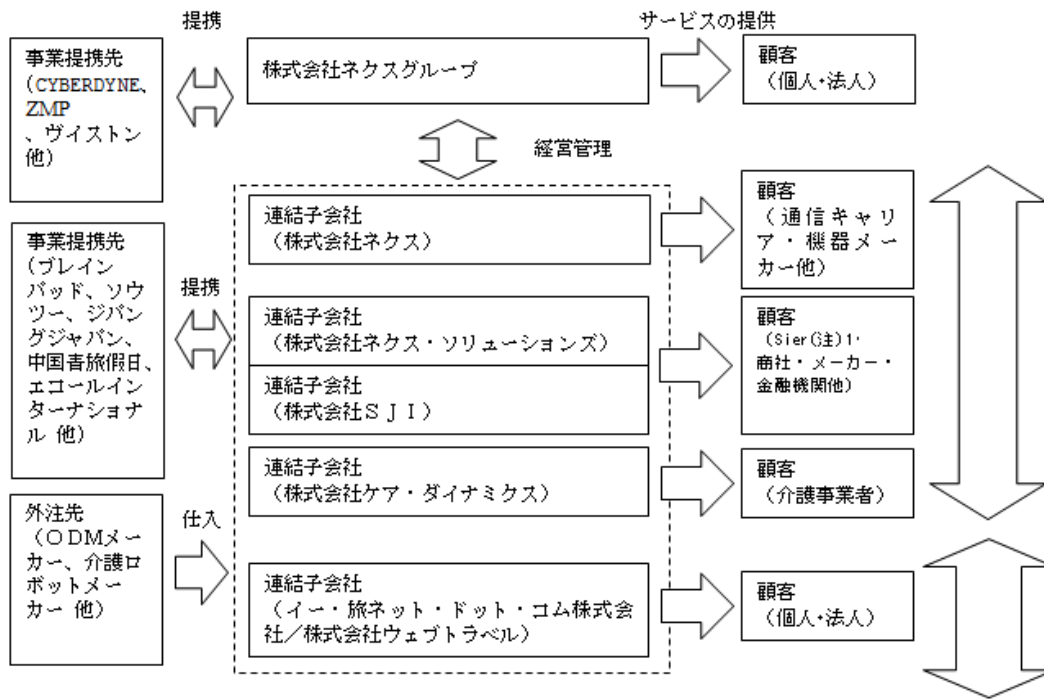 提携
サービスの提供
事業提携先
（CYBERDYNE、
ZMP
、ヴイストン
他）
株式会社ネクスグループ
顧客
（個人・法人）
経営管理
事業提携先
（ブレイン
パッド、ソウ
ツー、ジパン
グジャパン、
中国青旅假日、
エコールイン
ターナショナ
ル 他）
提携
連結子会社
（株式会社ネクス）
顧客
（通信キャリ
ア・機器メー
カー他）
連結子会社
（株式会社ネクス・ソリューションズ）
連結子会社
（株式会社ＳＪＩ）
顧客
（Sier(注)1・
商社・メーカー・
金融機関他）
連結子会社
（株式会社ケア・ダイナミクス）
顧客
（介護事業者）
外注先
（ＯＤＭメー
カー、介護ロ
ボットメー
カー 他）
仕入
連結子会社
（イー・旅ネット・ドット・コム株式会
社／株式会社ウェブトラベル）
顧客
（個人・法人）